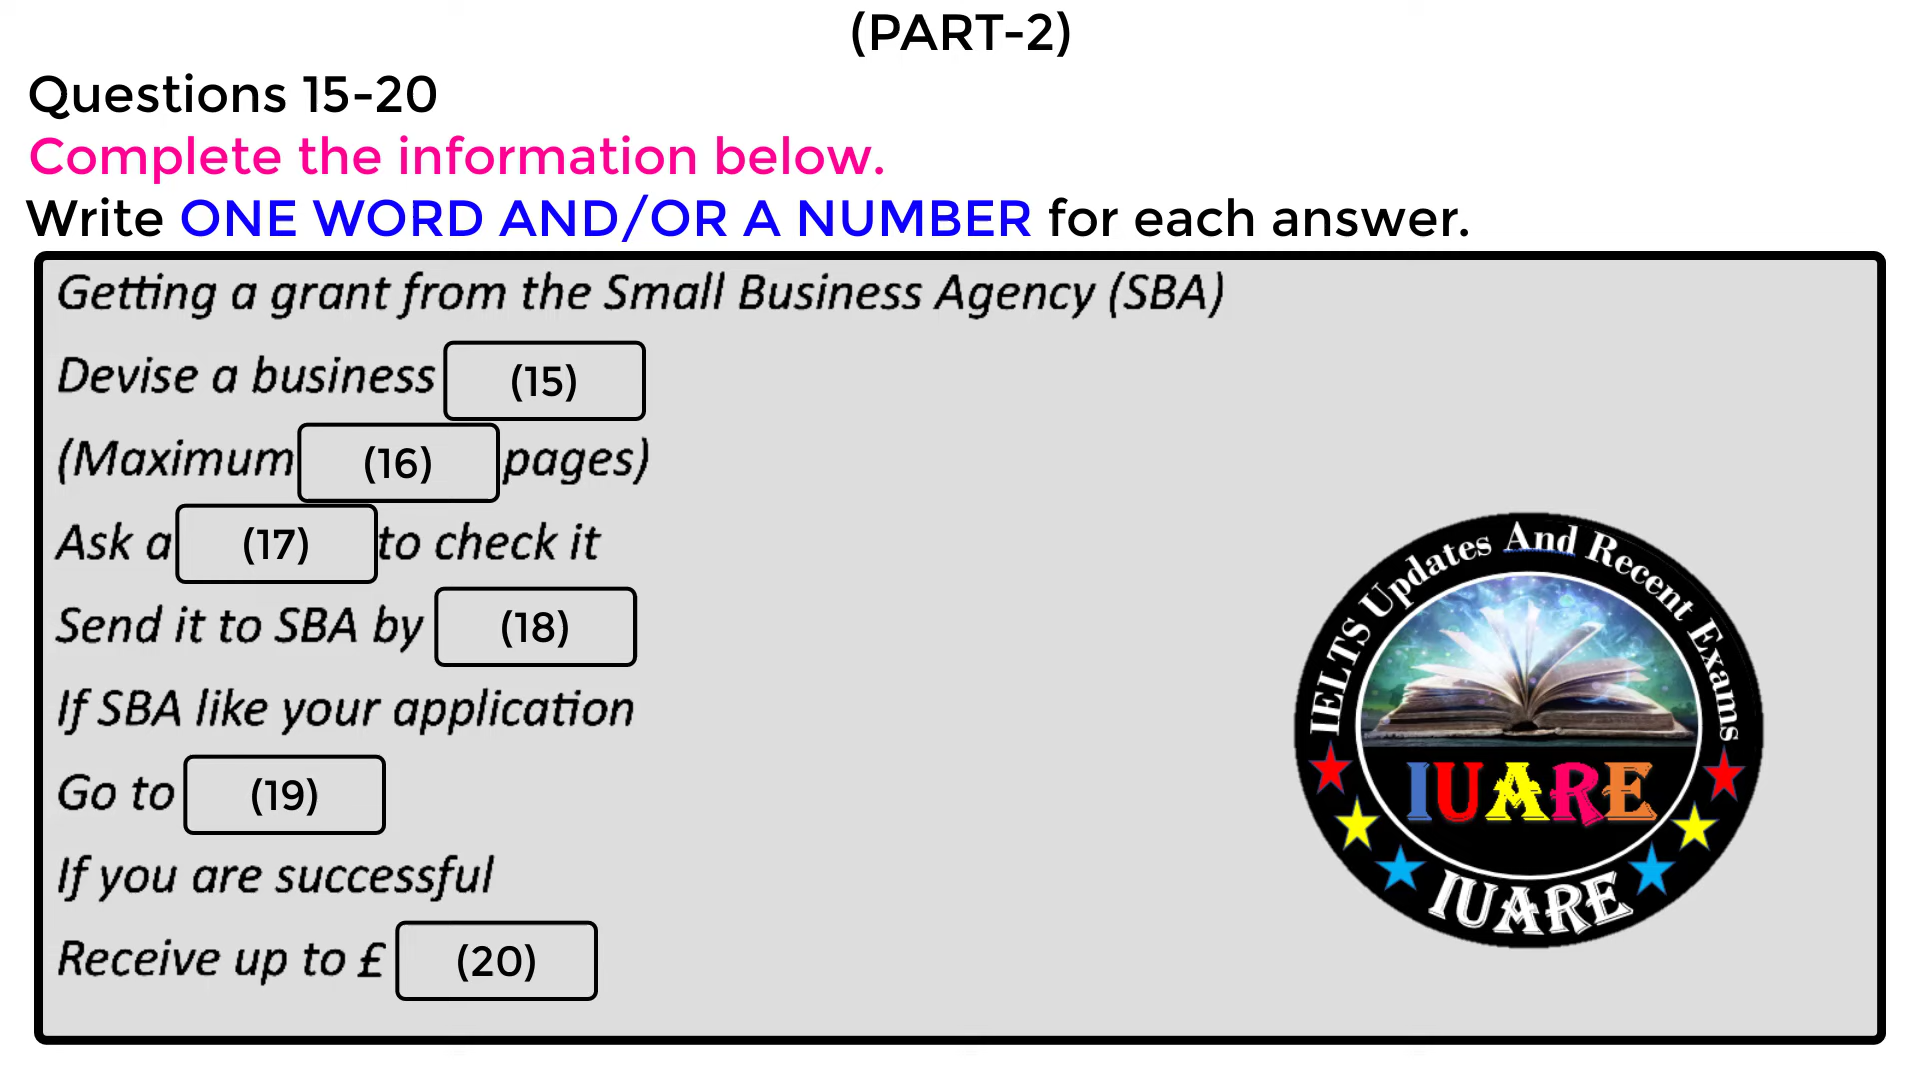 (PART-2)
Questions 15-20
Complete the information below.
Write ONE WORD AND/OR A NUMBER for each answer.
Getting a grant from the Small Business Agency (SBA)
Devise a business (15)
(Maximum (16) pages)
Ask a (17) to check it
Send it to SBA by (18)
If SBA like your application
Go to (19)
If you are successful
Receive up to £ (20)
IELTS Updates And Recent Exams
IUARE
IUARE